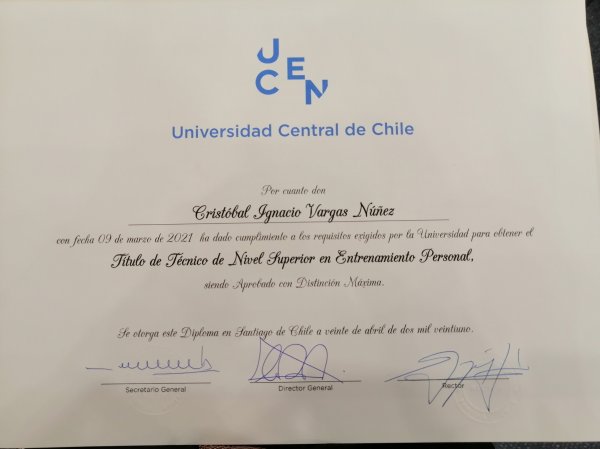 UCEN
Universidad Central de Chile
Por cuanto don
Cristóbal Ignacio Vargas Núñez
con fecha 09 de marzo de 2021 ha dado cumplimiento a los requisitos exigidos por la Universidad para obtener el
Título de Técnico de Nivel Superior en Entrenamiento Personal,
siendo Aprobado con Distinción Máxima.
Se otorga este Diploma en Santiago de Chile a veinte de abril de dos mil veintiuno.
Secretario General
Director General
Rector